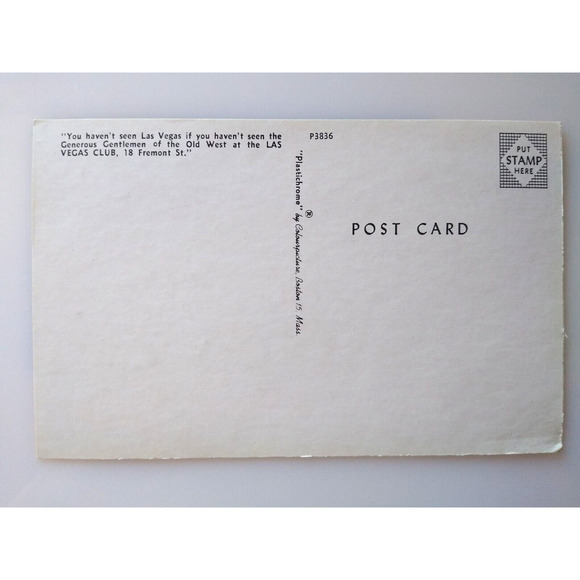 "You haven't seen Las Vegas if you haven't seen the
Generous Gentlemen of the Old West at the LAS
VEGAS CLUB, 18 Fremont St."
P3836
"Plastichrome" ® by Colourpicture, Boston 15, Mass.
PUT
STAMP
HERE
POST CARD